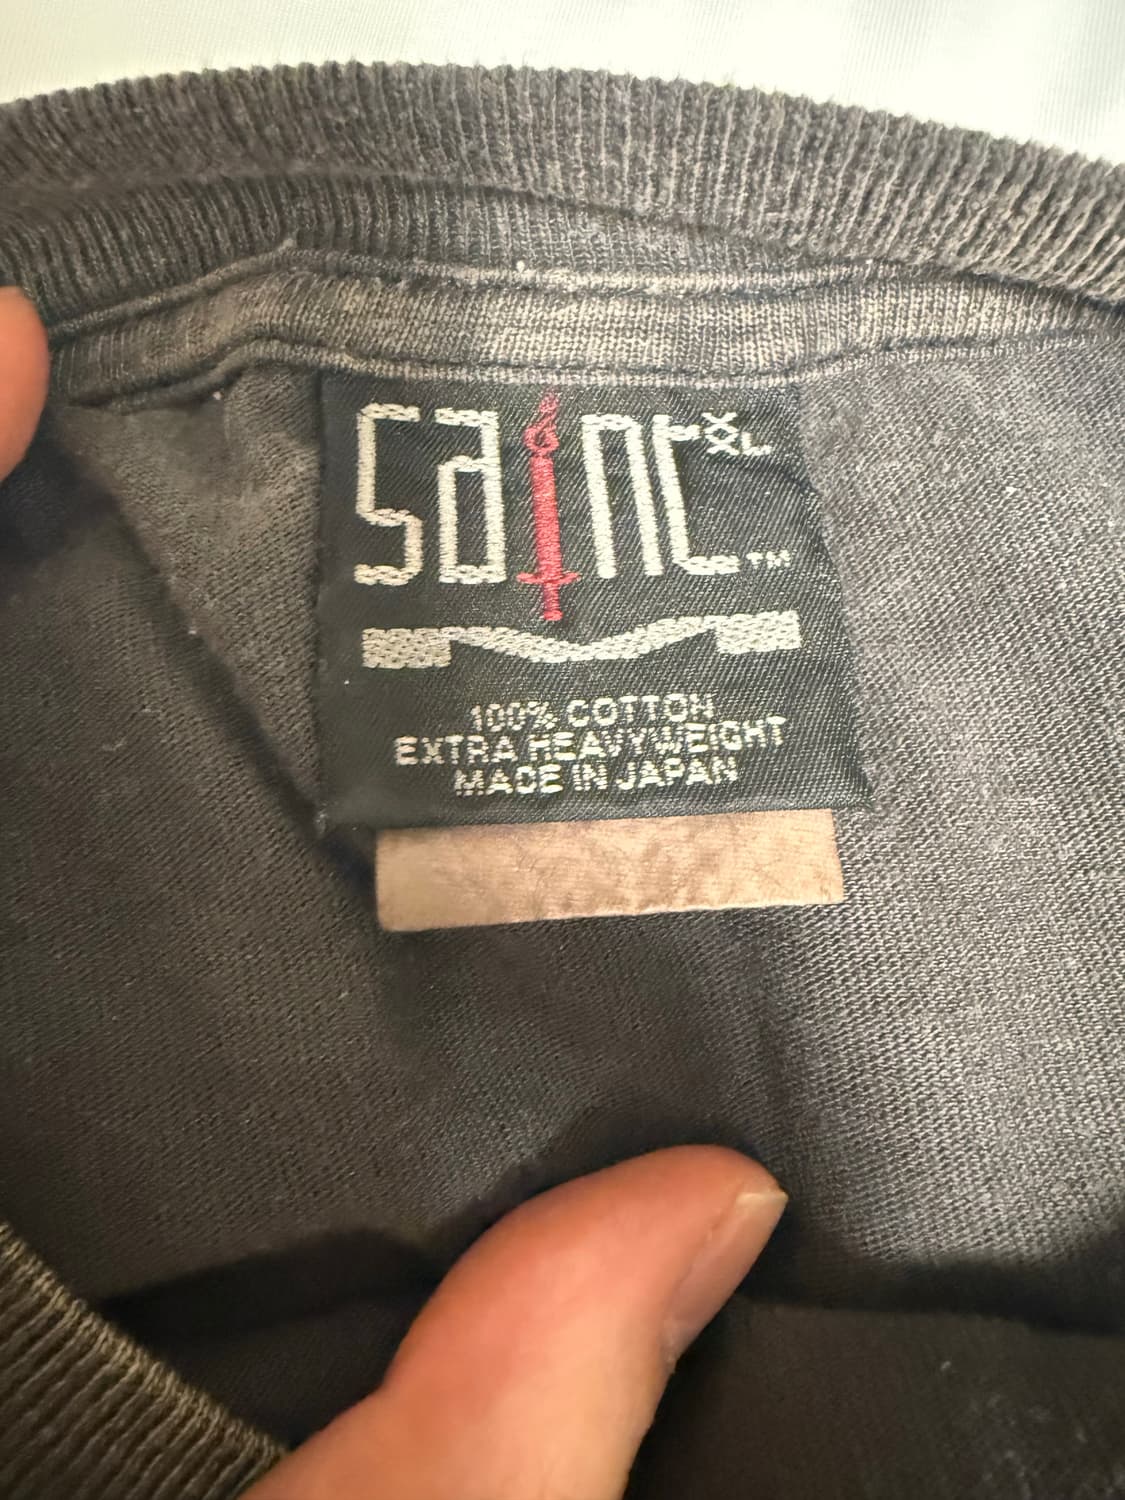 saint XXL ™
100% COTTON
EXTRA HEAVYWEIGHT
MADE IN JAPAN